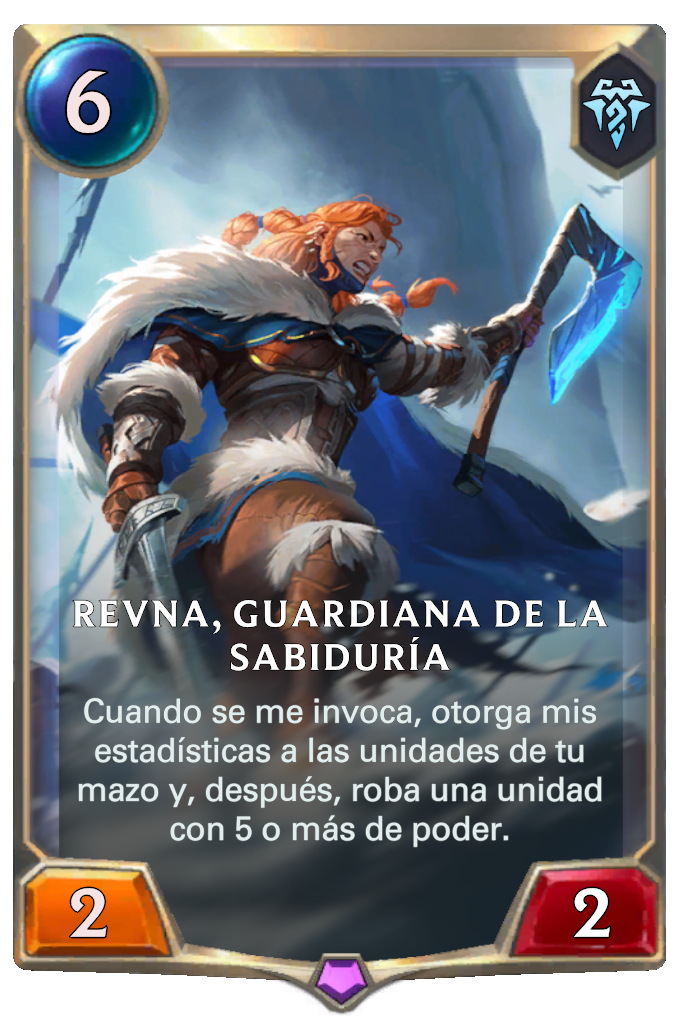 6
REVNA, GUARDIANA DE LA
SABIDURÍA
Cuando se me invoca, otorga mis
estadísticas a las unidades de tu
mazo y, después, roba una unidad
con 5 o más de poder.
2
2